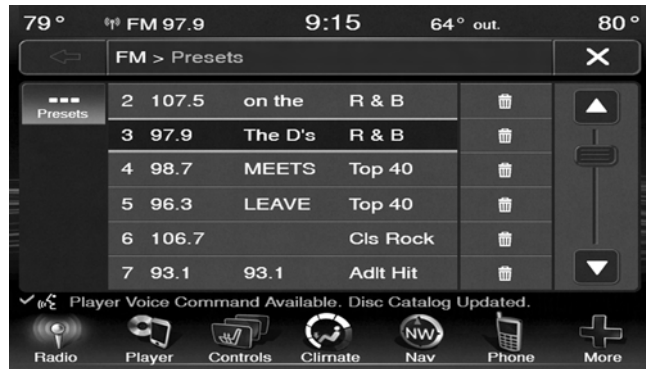 79° FM 97.9 9:15 64° out. 80°
FM > Presets
Presets
2 107.5 on the R & B
3 97.9 The D's R & B
4 98.7 MEETS Top 40
5 96.3 LEAVE Top 40
6 106.7 Cls Rock
7 93.1 93.1 Adlt Hit
Player Voice Command Available. Disc Catalog Updated.
NW
Radio Player Controls Climate Nav Phone More